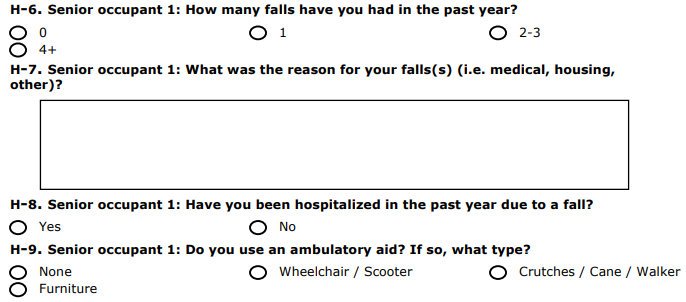 H-6. Senior occupant 1: How many falls have you had in the past year?
0 1 2-3
4+
H-7. Senior occupant 1: What was the reason for your falls(s) (i.e. medical, housing,
other)?
H-8. Senior occupant 1: Have you been hospitalized in the past year due to a fall?
Yes No
H-9. Senior occupant 1: Do you use an ambulatory aid? If so, what type?
None Wheelchair / Scooter Crutches / Cane / Walker
Furniture